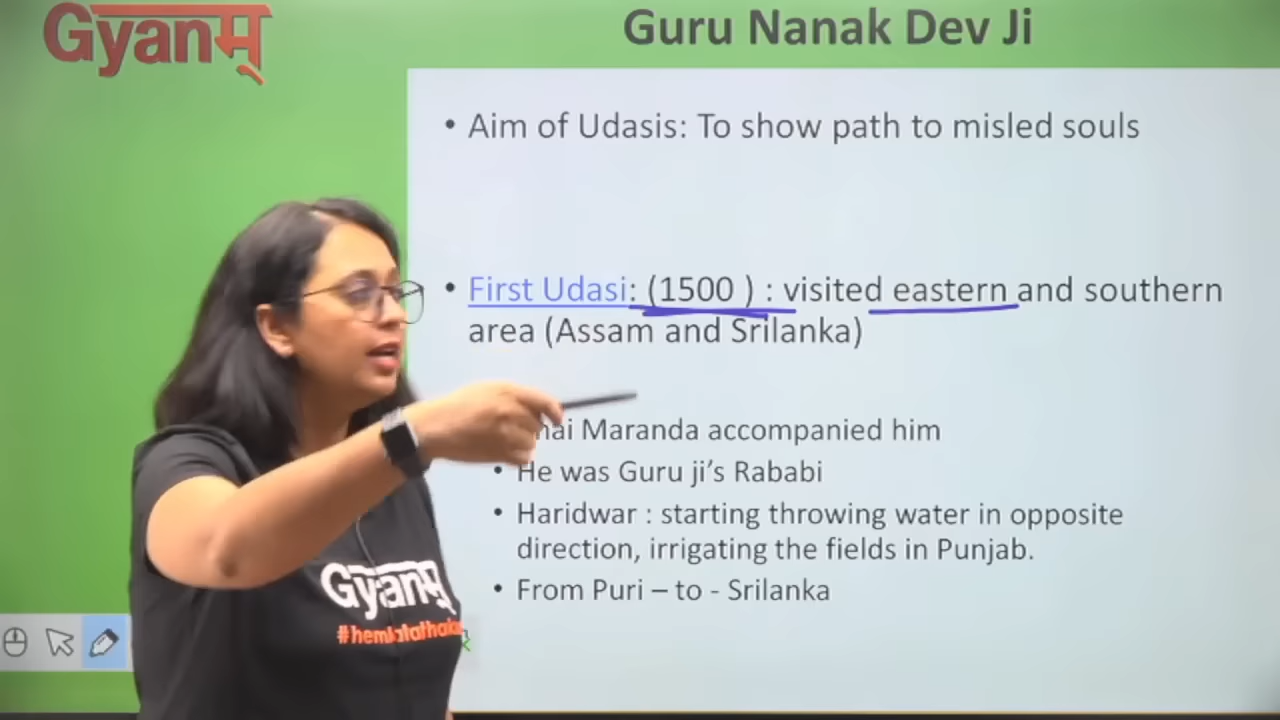 Gyanम्
Guru Nanak Dev Ji
• Aim of Udasis: To show path to misled souls
• First Udasi: (1500 ) : visited eastern and southern
area (Assam and Srilanka)
Maranda accompanied him
• He was Guru ji’s Rababi
• Haridwar : starting throwing water in opposite
direction, irrigating the fields in Punjab.
• From Puri – to - Srilanka
Gyanम्